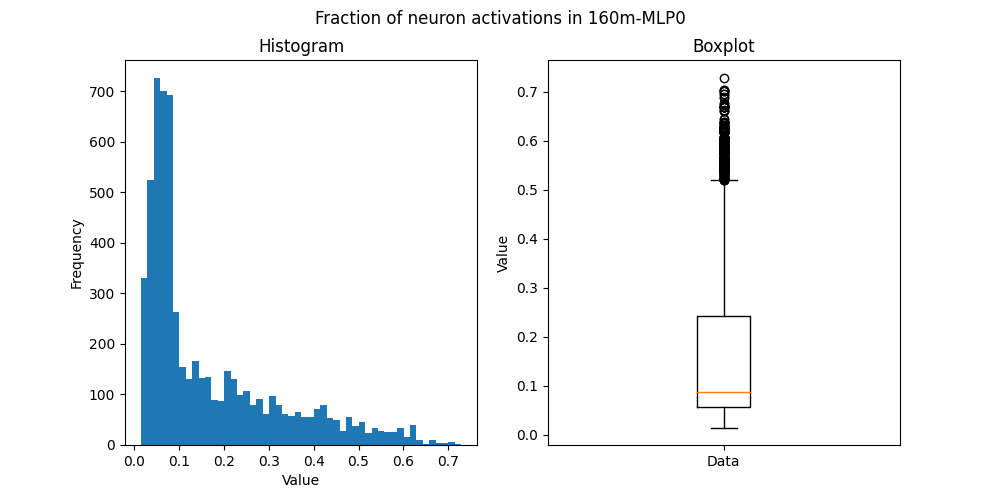 Fraction of neuron activations in 160m-MLP0
Histogram
Frequency
700
600
500
400
300
200
100
0
0.0 0.1 0.2 0.3 0.4 0.5 0.6 0.7
Value
Boxplot
Value
0.7
0.6
0.5
0.4
0.3
0.2
0.1
0.0
Data